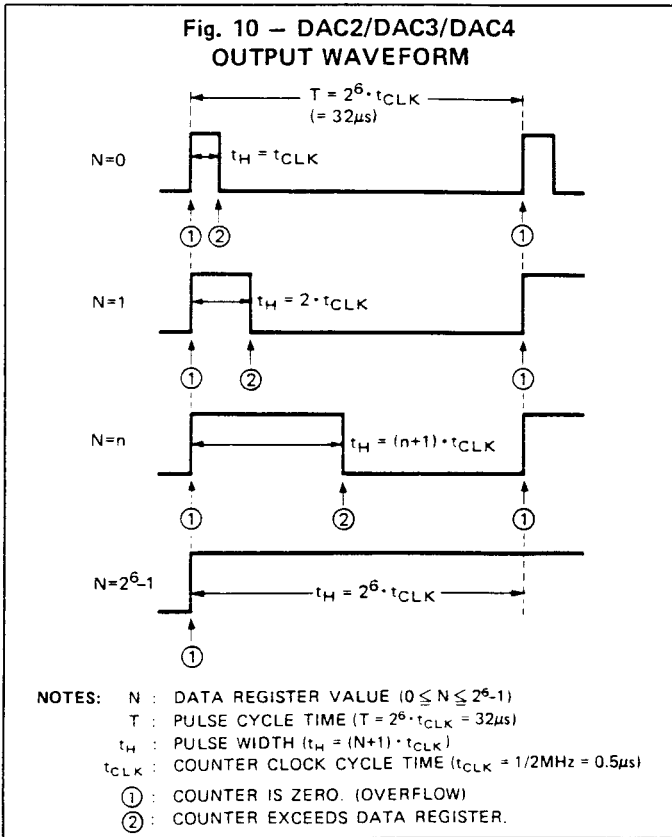 Fig. 10 – DAC2/DAC3/DAC4
OUTPUT WAVEFORM
T = 2⁶ · tCLK
(= 32μs)
N=0
tH = tCLK
① ② ①
N=1
tH = 2 · tCLK
① ② ①
N=n
tH = (n+1) · tCLK
① ② ①
N=2⁶-1
tH = 2⁶ · tCLK
①
NOTES: N : DATA REGISTER VALUE (0 ≦ N ≦ 2⁶-1)
T : PULSE CYCLE TIME (T = 2⁶ · tCLK = 32μs)
tH : PULSE WIDTH (tH = (N+1) · tCLK)
tCLK : COUNTER CLOCK CYCLE TIME (tCLK = 1/2MHz = 0.5μs)
① : COUNTER IS ZERO. (OVERFLOW)
② : COUNTER EXCEEDS DATA REGISTER.